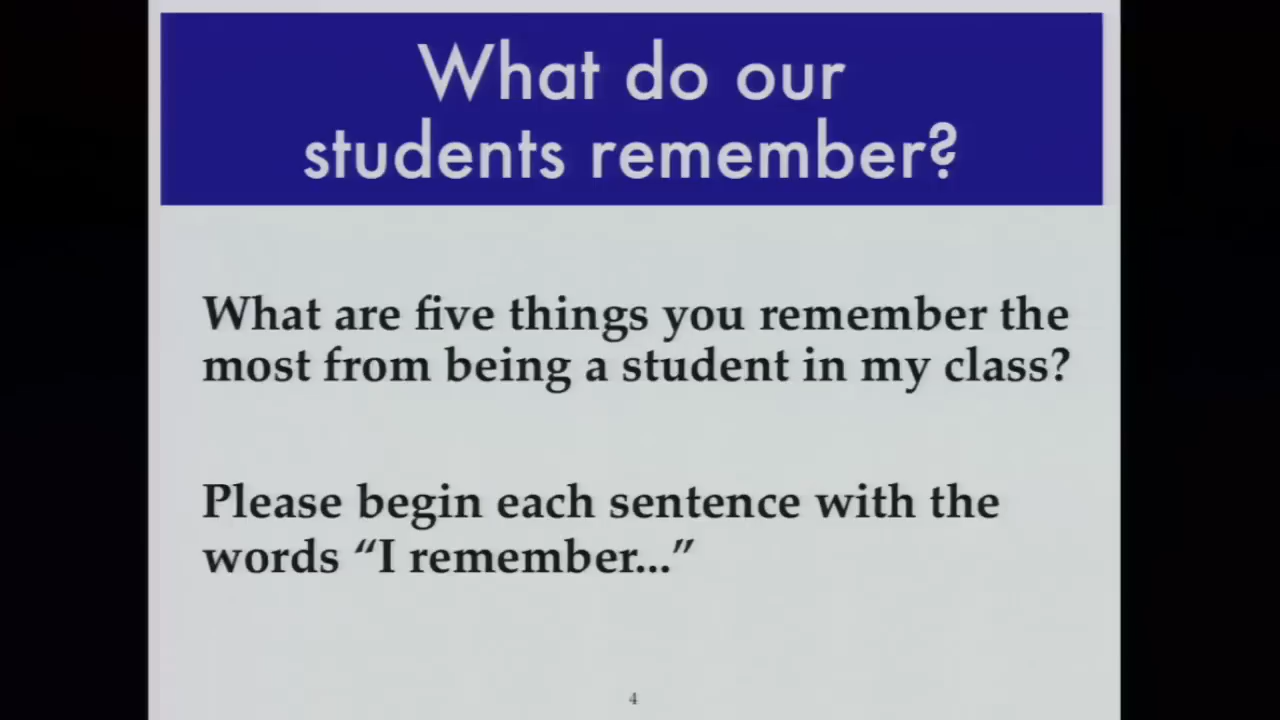 What do our
students remember?
What are five things you remember the
most from being a student in my class?
Please begin each sentence with the
words “I remember...”
4